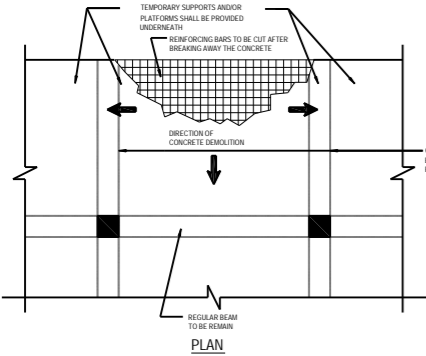 TEMPORARY SUPPORTS AND/OR
PLATFORMS SHALL BE PROVIDED
UNDERNEATH
REINFORCING BARS TO BE CUT AFTER
BREAKING AWAY THE CONCRETE
DIRECTION OF
CONCRETE DEMOLITION
REGULAR BEAM
TO BE REMAIN
PLAN